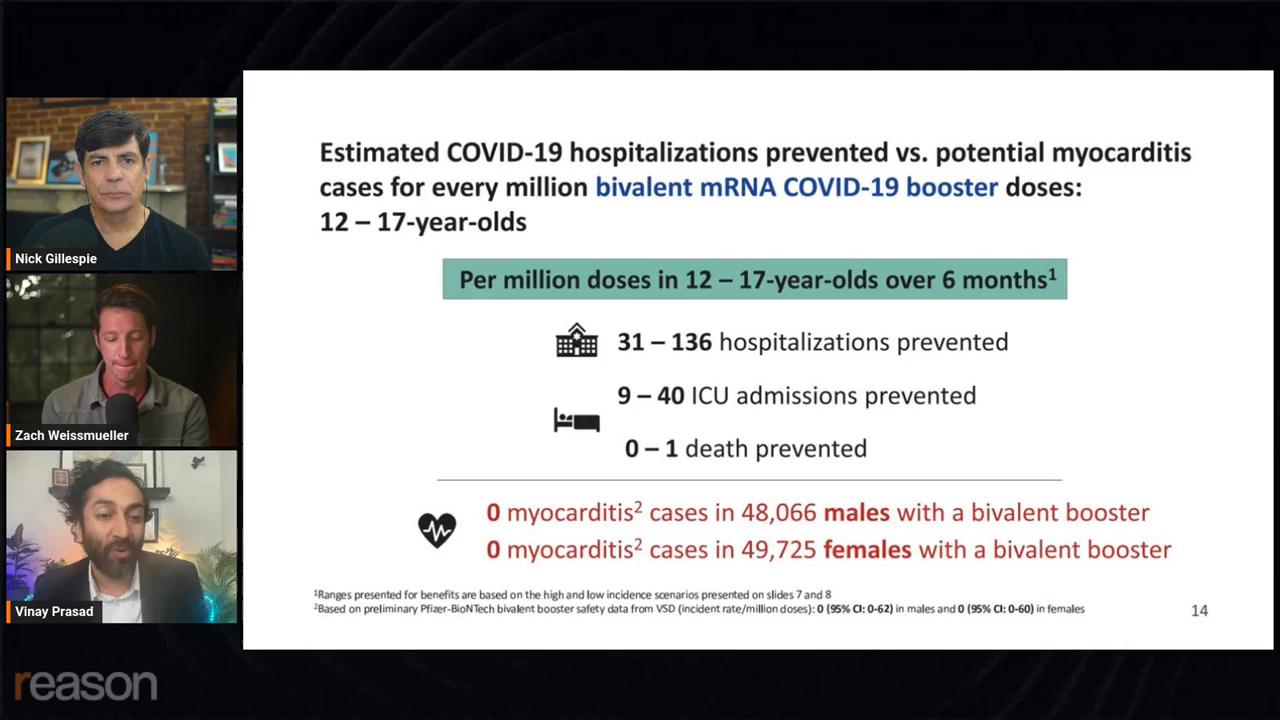 Estimated COVID-19 hospitalizations prevented vs. potential myocarditis
cases for every million bivalent mRNA COVID-19 booster doses:
12 – 17-year-olds
Per million doses in 12 – 17-year-olds over 6 months¹
31 – 136 hospitalizations prevented
9 – 40 ICU admissions prevented
0 – 1 death prevented
0 myocarditis² cases in 48,066 males with a bivalent booster
0 myocarditis² cases in 49,725 females with a bivalent booster
¹Ranges presented for benefits are based on the high and low incidence scenarios presented on slides 7 and 8
²Based on preliminary Pfizer-BioNTech bivalent booster safety data from VSD (incident rate/million doses): 0 (95% CI: 0-62) in males and 0 (95% CI: 0-60) in females
14
Nick Gillespie
Zach Weissmueller
Vinay Prasad
reason